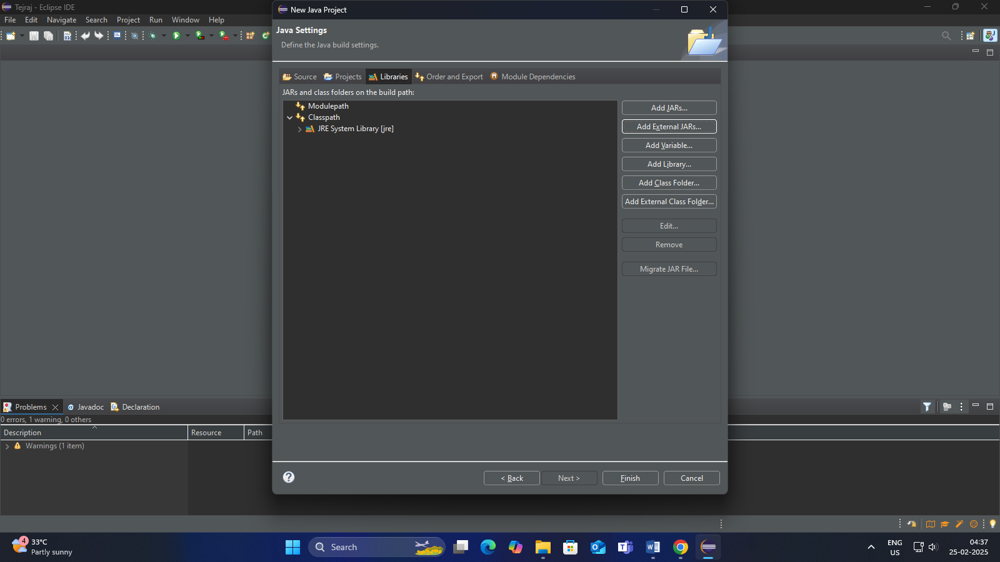 Tejraj - Eclipse IDE
File Edit Navigate Search Project Run Window Help
New Java Project
Java Settings
Define the Java build settings.
Source Projects Libraries Order and Export Module Dependencies
JARs and class folders on the build path:
Modulepath
Classpath
JRE System Library [jre]
Add JARs...
Add External JARs...
Add Variable...
Add Library...
Add Class Folder...
Add External Class Folder...
Edit...
Remove
Migrate JAR File...
< Back Next > Finish Cancel
Problems Javadoc Declaration
0 errors, 1 warning, 0 others
Description Resource Path
Warnings (1 item)
4
33°C
Partly sunny
Search
ENG
US
04:37
25-02-2025